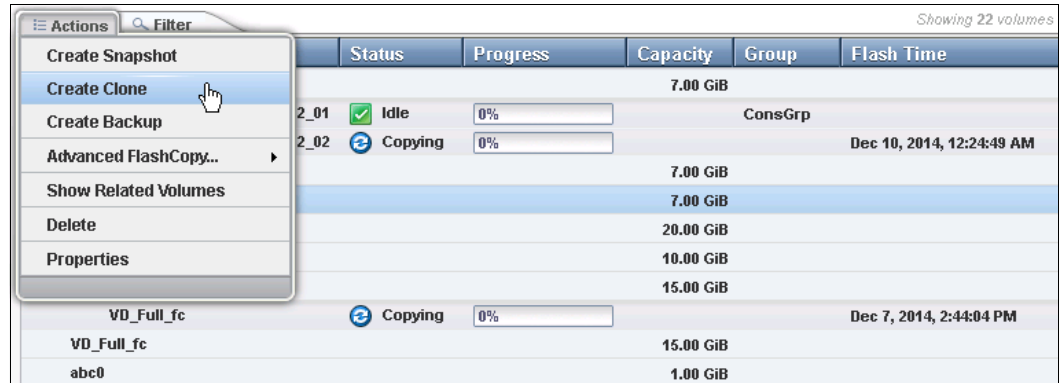 Actions Filter Showing 22 volumes
Status Progress Capacity Group Flash Time
Create Snapshot
7.00 GiB
Create Clone
2_01 Idle 0% ConsGrp
Create Backup
2_02 Copying 0% Dec 10, 2014, 12:24:49 AM
Advanced FlashCopy...
7.00 GiB
Show Related Volumes
7.00 GiB
Delete
20.00 GiB
Properties
10.00 GiB
15.00 GiB
VD_Full_fc Copying 0% Dec 7, 2014, 2:44:04 PM
VD_Full_fc 15.00 GiB
abc0 1.00 GiB